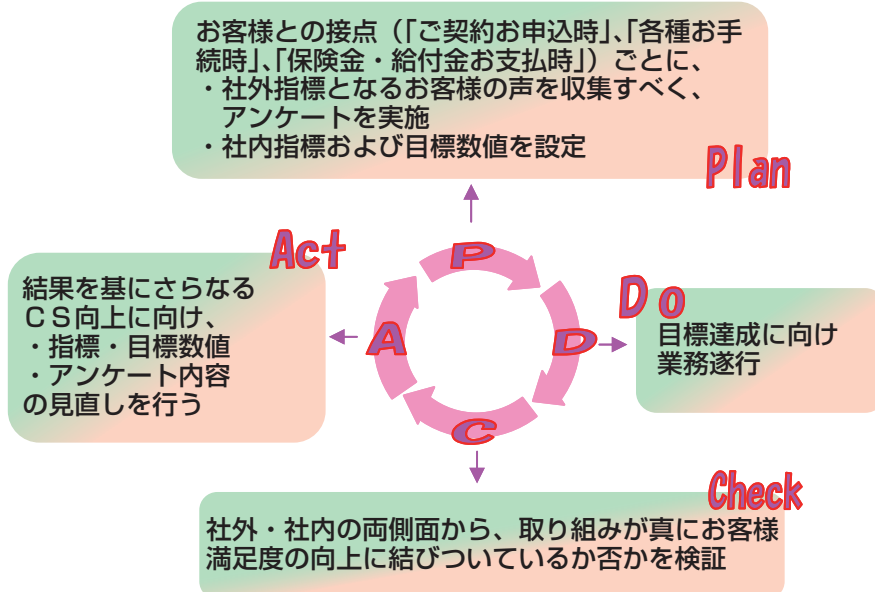 お客様との接点（｢ご契約お申込時｣、｢各種お手
続時｣、｢保険金・給付金お支払時｣）ごとに、
・社外指標となるお客様の声を収集すべく、
アンケートを実施
・社内指標および目標数値を設定
Plan
Act
結果を基にさらなる
ＣＳ向上に向け、
・指標・目標数値
・アンケート内容
の見直しを行う
P
D
C
A
Do
目標達成に向け
業務遂行
Check
社外・社内の両側面から、取り組みが真にお客様
満足度の向上に結びついているか否かを検証